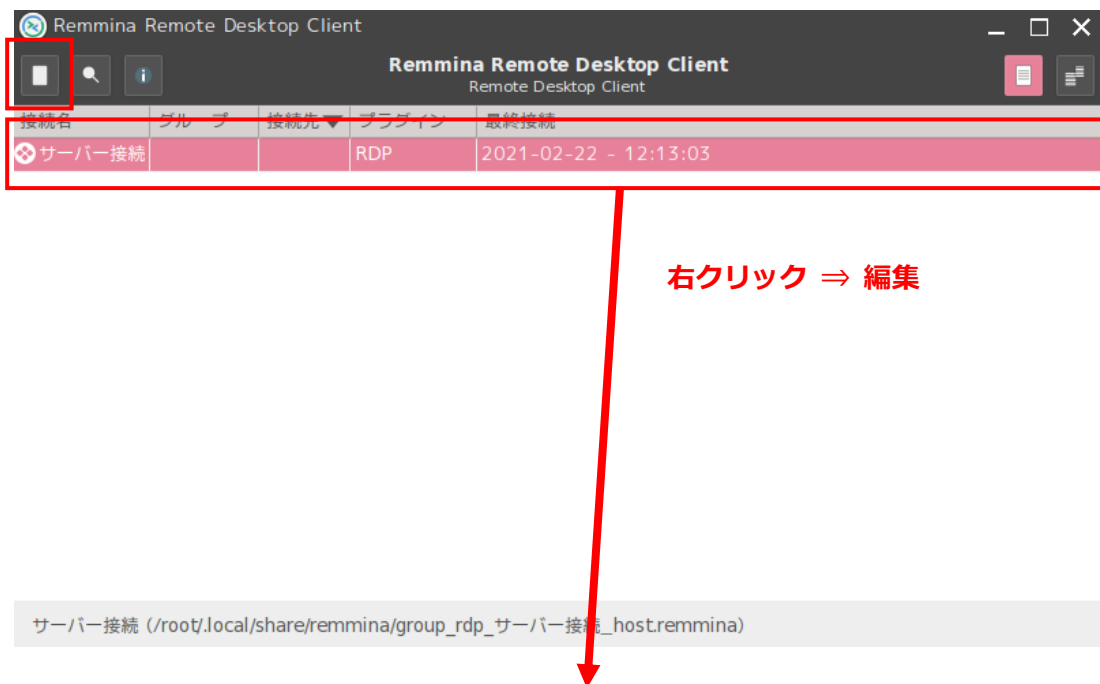 Remmina Remote Desktop Client
Remmina Remote Desktop Client
Remote Desktop Client
接続名 グループ 接続先 プラグイン 最終接続
サーバー接続 RDP 2021-02-22 - 12:13:03
右クリック ⇒ 編集
サーバー接続 (/root/.local/share/remmina/group_rdp_サーバー接続_host.remmina)